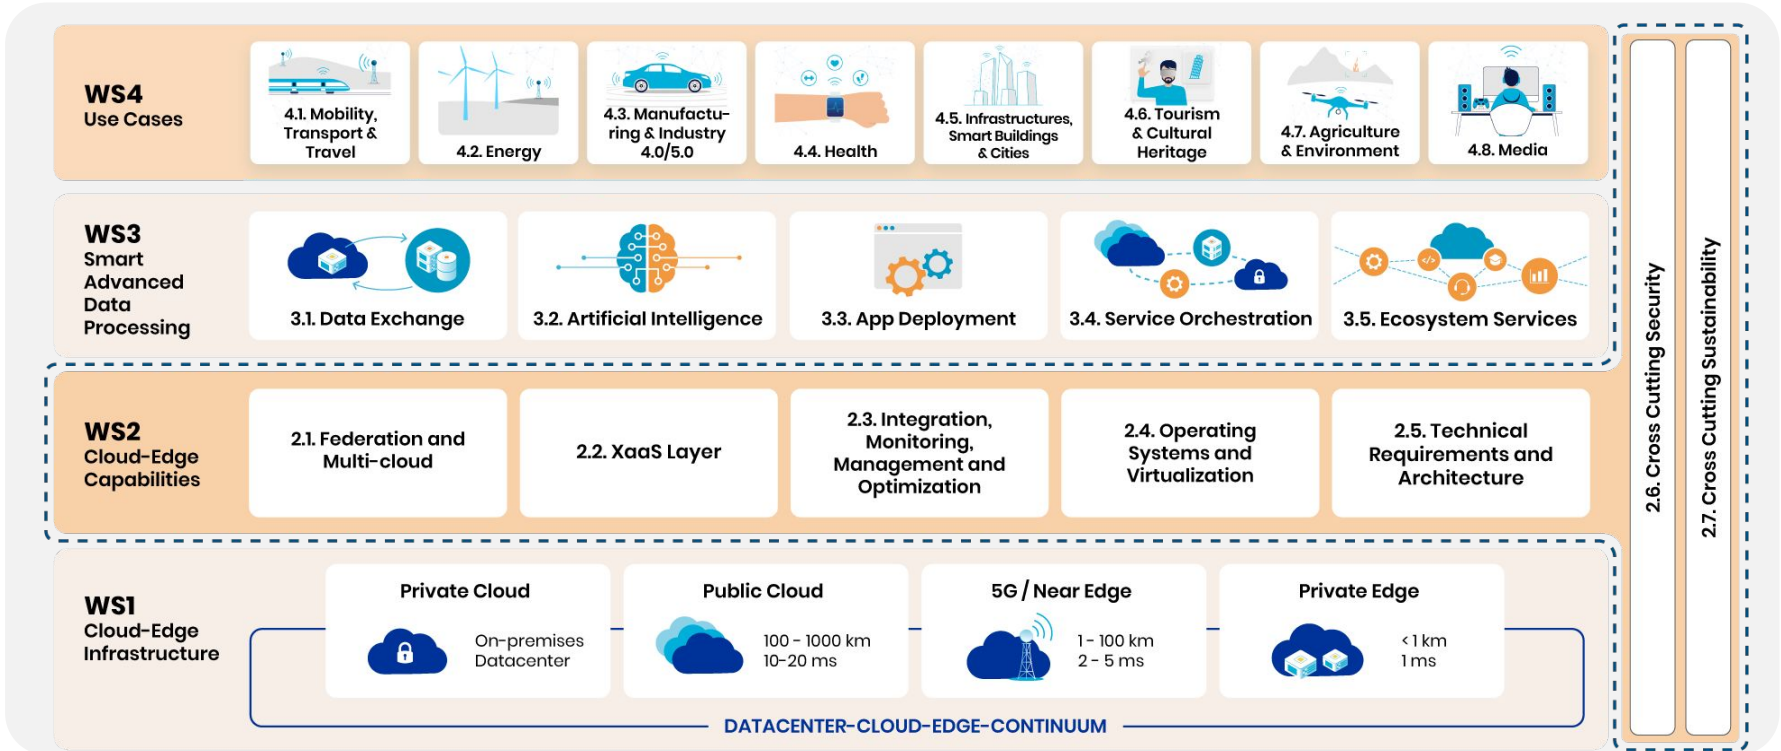 WS4
Use Cases
4.1. Mobility,
Transport &
Travel
4.2. Energy
4.3. Manufactu-
ring & Industry
4.0/5.0
4.4. Health
4.5. Infrastructures,
Smart Buildings
& Cities
4.6. Tourism
& Cultural
Heritage
4.7. Agriculture
& Environment
4.8. Media
WS3
Smart
Advanced
Data
Processing
3.1. Data Exchange
3.2. Artificial Intelligence
3.3. App Deployment
3.4. Service Orchestration
3.5. Ecosystem Services
WS2
Cloud-Edge
Capabilities
2.1. Federation and
Multi-cloud
2.2. XaaS Layer
2.3. Integration,
Monitoring,
Management and
Optimization
2.4. Operating
Systems and
Virtualization
2.5. Technical
Requirements and
Architecture
2.6. Cross Cutting Security
2.7. Cross Cutting Sustainability
WS1
Cloud-Edge
Infrastructure
Private Cloud
On-premises
Datacenter
Public Cloud
100 - 1000 km
10-20 ms
5G / Near Edge
1 - 100 km
2 - 5 ms
Private Edge
< 1 km
1 ms
DATACENTER-CLOUD-EDGE-CONTINUUM